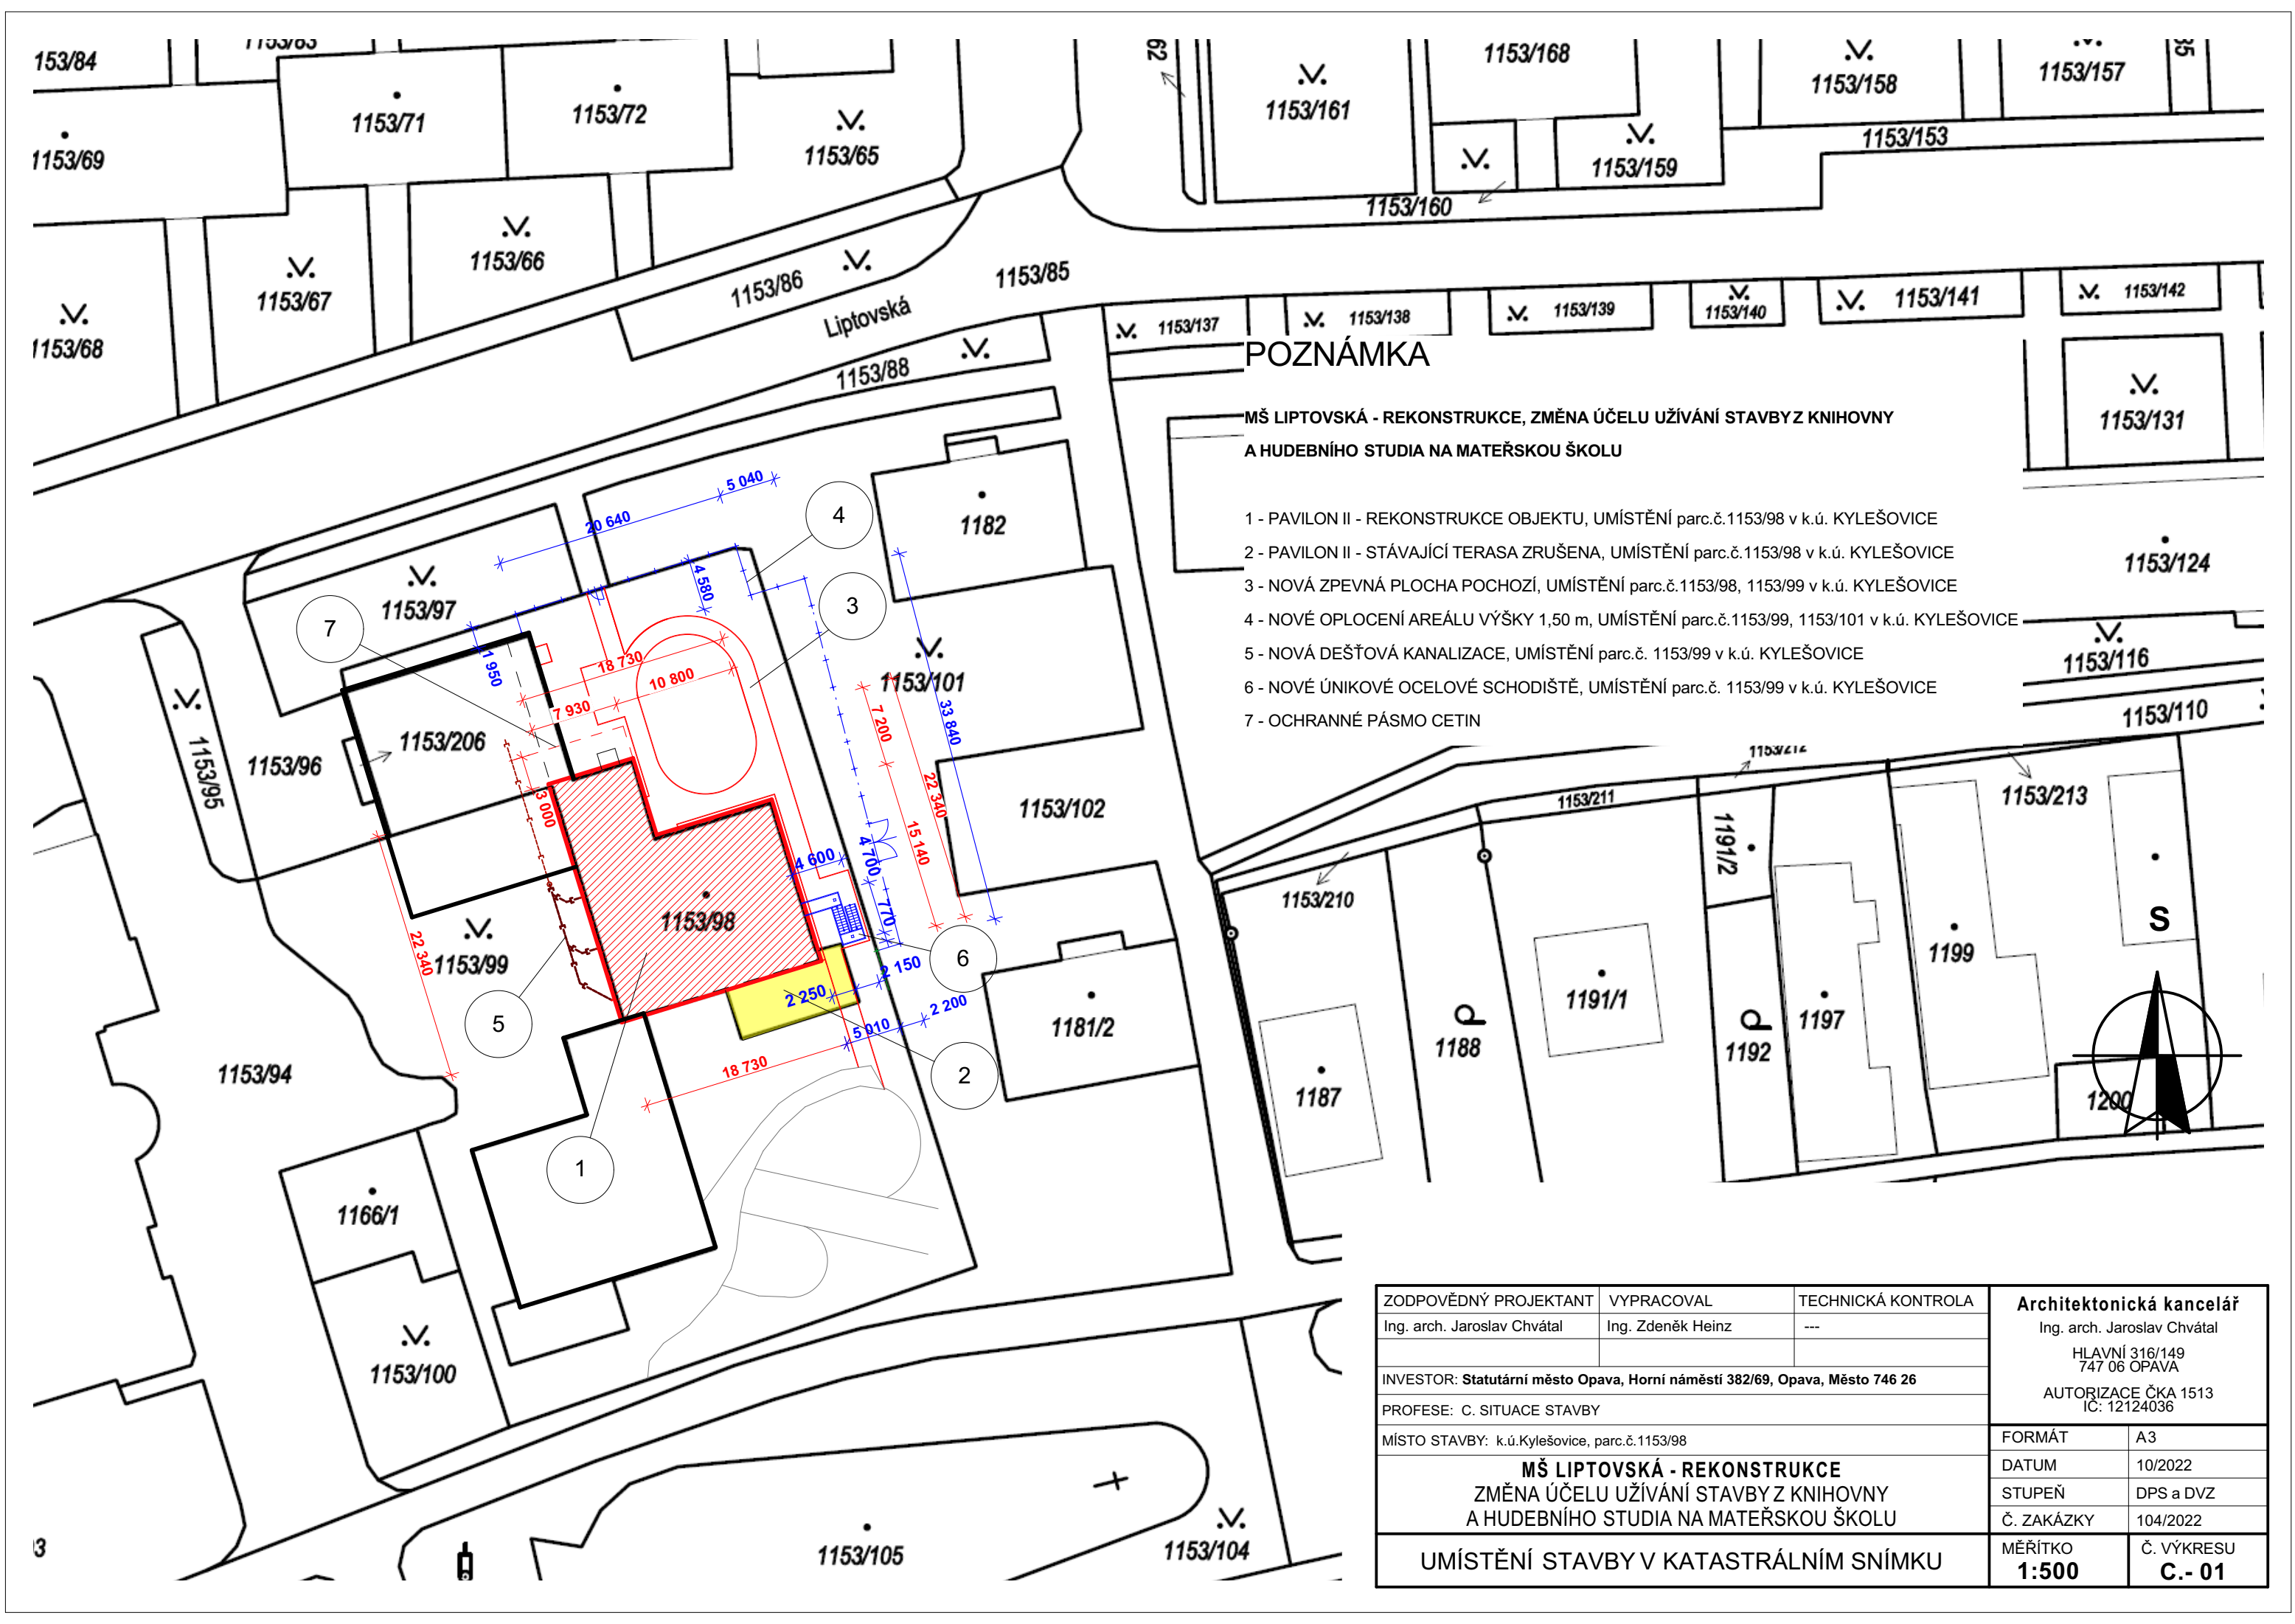 153/84
1153/83
1153/71
1153/72
1153/69
1153/65
62
1153/161
1153/168
1153/158
1153/157
1153/159
1153/153
1153/160
1153/68
1153/67
1153/66
1153/86
Liptovská
1153/85
1153/88
1153/137
1153/138
1153/139
1153/140
1153/141
1153/142
1153/131
1153/124
1153/116
1153/110
POZNÁMKA
MŠ LIPTOVSKÁ - REKONSTRUKCE, ZMĚNA ÚČELU UŽÍVÁNÍ STAVBY Z KNIHOVNY
A HUDEBNÍHO STUDIA NA MATEŘSKOU ŠKOLU
1 - PAVILON II - REKONSTRUKCE OBJEKTU, UMÍSTĚNÍ parc.č.1153/98 v k.ú. KYLEŠOVICE
2 - PAVILON II - STÁVAJÍCÍ TERASA ZRUŠENA, UMÍSTĚNÍ parc.č.1153/98 v k.ú. KYLEŠOVICE
3 - NOVÁ ZPEVNÁ PLOCHA POCHOZÍ, UMÍSTĚNÍ parc.č.1153/98, 1153/99 v k.ú. KYLEŠOVICE
4 - NOVÉ OPLOCENÍ AREÁLU VÝŠKY 1,50 m, UMÍSTĚNÍ parc.č.1153/99, 1153/101 v k.ú. KYLEŠOVICE
5 - NOVÁ DEŠŤOVÁ KANALIZACE, UMÍSTĚNÍ parc.č. 1153/99 v k.ú. KYLEŠOVICE
6 - NOVÉ ÚNIKOVÉ OCELOVÉ SCHODIŠTĚ, UMÍSTĚNÍ parc.č. 1153/99 v k.ú. KYLEŠOVICE
7 - OCHRANNÉ PÁSMO CETIN
5 040
20 640
4
1182
4 580
3
1153/97
7
1 950
18 730
10 800
7 930
1153/101
7 200
33 840
1153/206
1153/96
1153/95
3 000
22 340
15 140
1153/102
4 600
4 700
770
1153/98
22 340
1153/99
6
2 150
2 250
2 200
5 010
5
18 730
2
1
1181/2
1153/94
1166/1
1153/100
1153/212
1153/211
1153/213
1153/210
1191/2
1199
S
1191/1
1188
1192
1197
1187
1200
1153/105
1153/104
ZODPOVĚDNÝ PROJEKTANT
VYPRACOVAL
TECHNICKÁ KONTROLA
Ing. arch. Jaroslav Chvátal
Ing. Zdeněk Heinz
---
INVESTOR: Statutární město Opava, Horní náměstí 382/69, Opava, Město 746 26
PROFESE: C. SITUACE STAVBY
MÍSTO STAVBY: k.ú.Kylešovice, parc.č.1153/98
MŠ LIPTOVSKÁ - REKONSTRUKCE
ZMĚNA ÚČELU UŽÍVÁNÍ STAVBY Z KNIHOVNY
A HUDEBNÍHO STUDIA NA MATEŘSKOU ŠKOLU
UMÍSTĚNÍ STAVBY V KATASTRÁLNÍM SNÍMKU
Architektonická kancelář
Ing. arch. Jaroslav Chvátal
HLAVNÍ 316/149
747 06 OPAVA
AUTORIZACE ČKA 1513
IČ: 12124036
FORMÁT
A3
DATUM
10/2022
STUPEŇ
DPS a DVZ
Č. ZAKÁZKY
104/2022
MĚŘÍTKO
1:500
Č. VÝKRESU
C.- 01